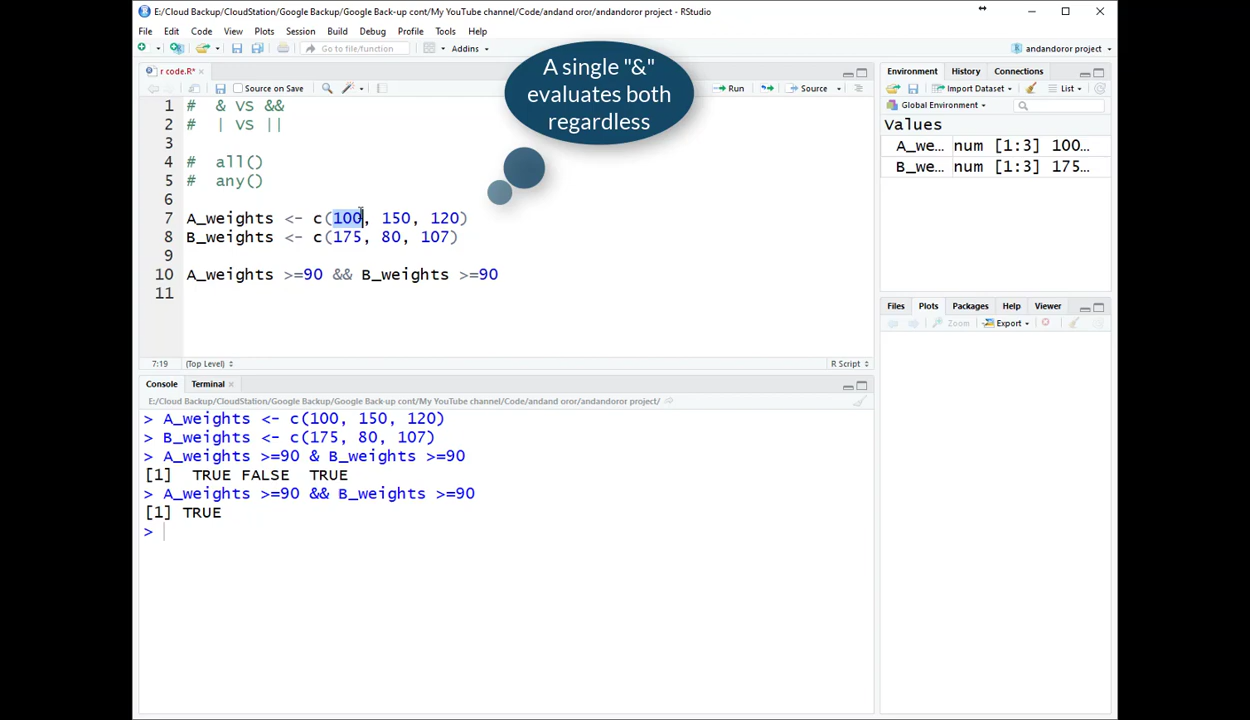 E:/Cloud Backup/CloudStation/Google Backup/Google Back-up cont/My YouTube channel/Code/andand oror/andandoror project - RStudio
File Edit Code View Plots Session Build Debug Profile Tools Help
Go to file/function Addins andandoror project
r code.R*
Source on Save Run Source
1 # & vs &&
2 # | vs ||
3
4 # all()
5 # any()
6
7 A_weights <- c(100, 150, 120)
8 B_weights <- c(175, 80, 107)
9
10 A_weights >=90 && B_weights >=90
11
A single "&"
evaluates both
regardless
7:19 (Top Level) R Script
Console Terminal
E:/Cloud Backup/CloudStation/Google Backup/Google Back-up cont/My YouTube channel/Code/andand oror/andandoror project/
> A_weights <- c(100, 150, 120)
> B_weights <- c(175, 80, 107)
> A_weights >=90 & B_weights >=90
[1] TRUE FALSE TRUE
> A_weights >=90 && B_weights >=90
[1] TRUE
>
Environment History Connections
Import Dataset List
Global Environment
Values
A_we... num [1:3] 100...
B_we... num [1:3] 175...
Files Plots Packages Help Viewer
Zoom Export